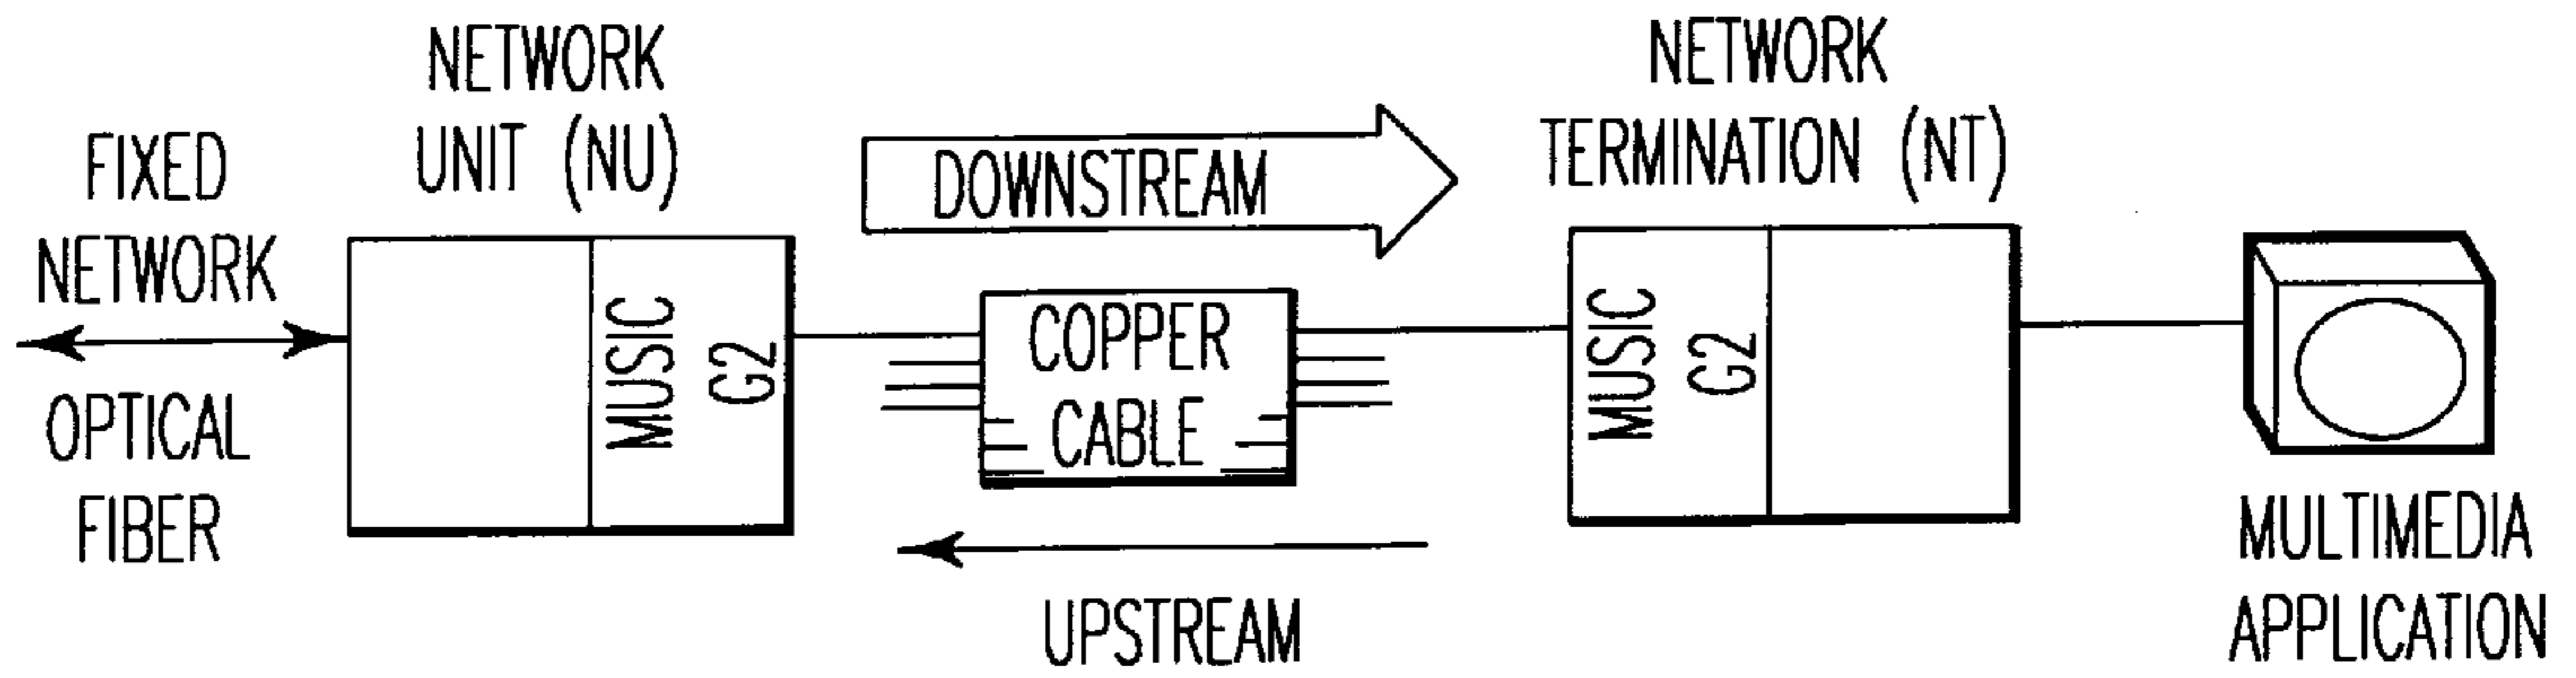 FIXED
NETWORK
OPTICAL
FIBER
NETWORK
UNIT (NU)
MUSIC
G2
DOWNSTREAM
COPPER
CABLE
UPSTREAM
NETWORK
TERMINATION (NT)
MUSIC
G2
MULTIMEDIA
APPLICATION